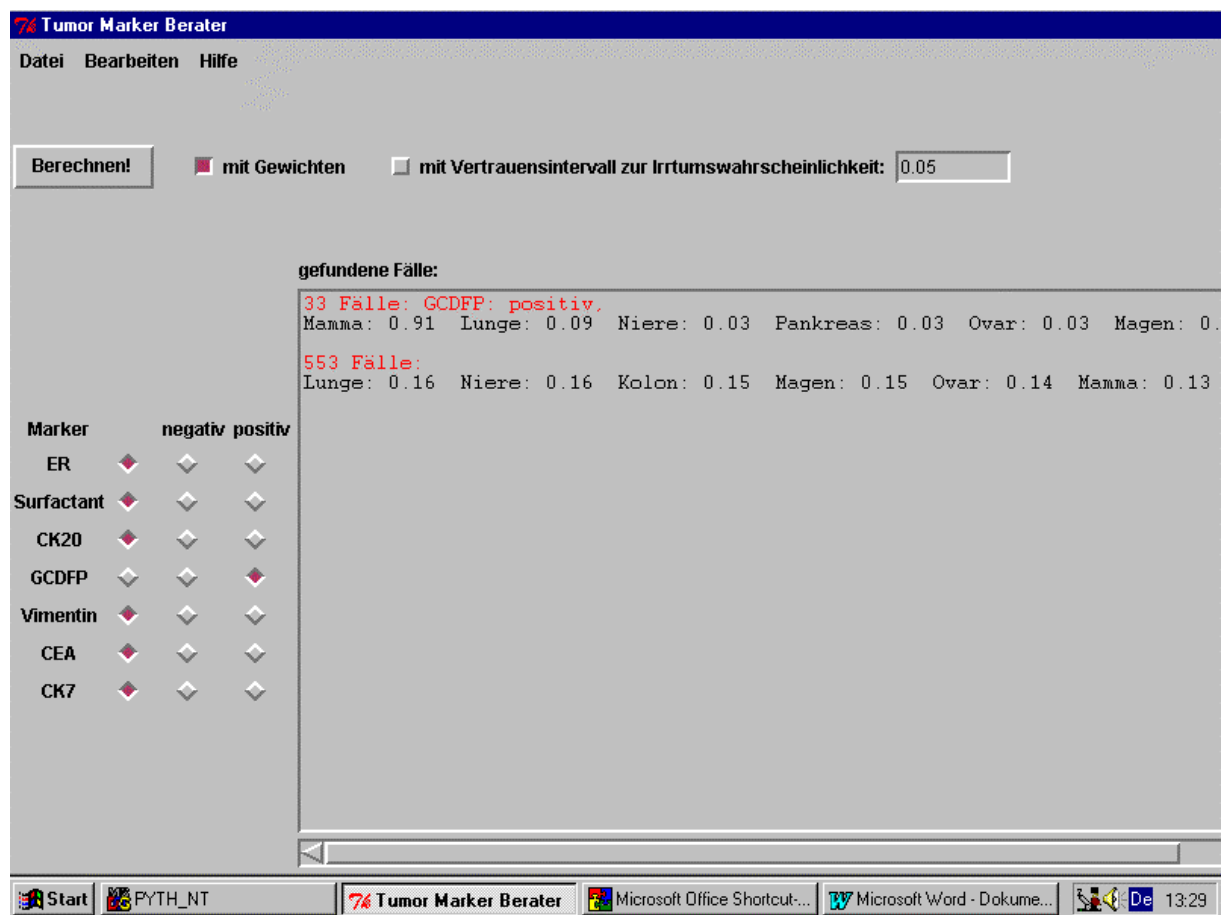 Tumor Marker Berater
Datei Bearbeiten Hilfe
Berechnen! mit Gewichten mit Vertrauensintervall zur Irrtumswahrscheinlichkeit: 0.05
gefundene Fälle:
33 Fälle: GCDFP: positiv,
Mamma: 0.91 Lunge: 0.09 Niere: 0.03 Pankreas: 0.03 Ovar: 0.03 Magen: 0.
553 Fälle:
Lunge: 0.16 Niere: 0.16 Kolon: 0.15 Magen: 0.15 Ovar: 0.14 Mamma: 0.13
Marker negativ positiv
ER
Surfactant
CK20
GCDFP
Vimentin
CEA
CK7
Start PYTH_NT Tumor Marker Berater Microsoft Office Shortcut-... Microsoft Word - Dokume... De 13:29